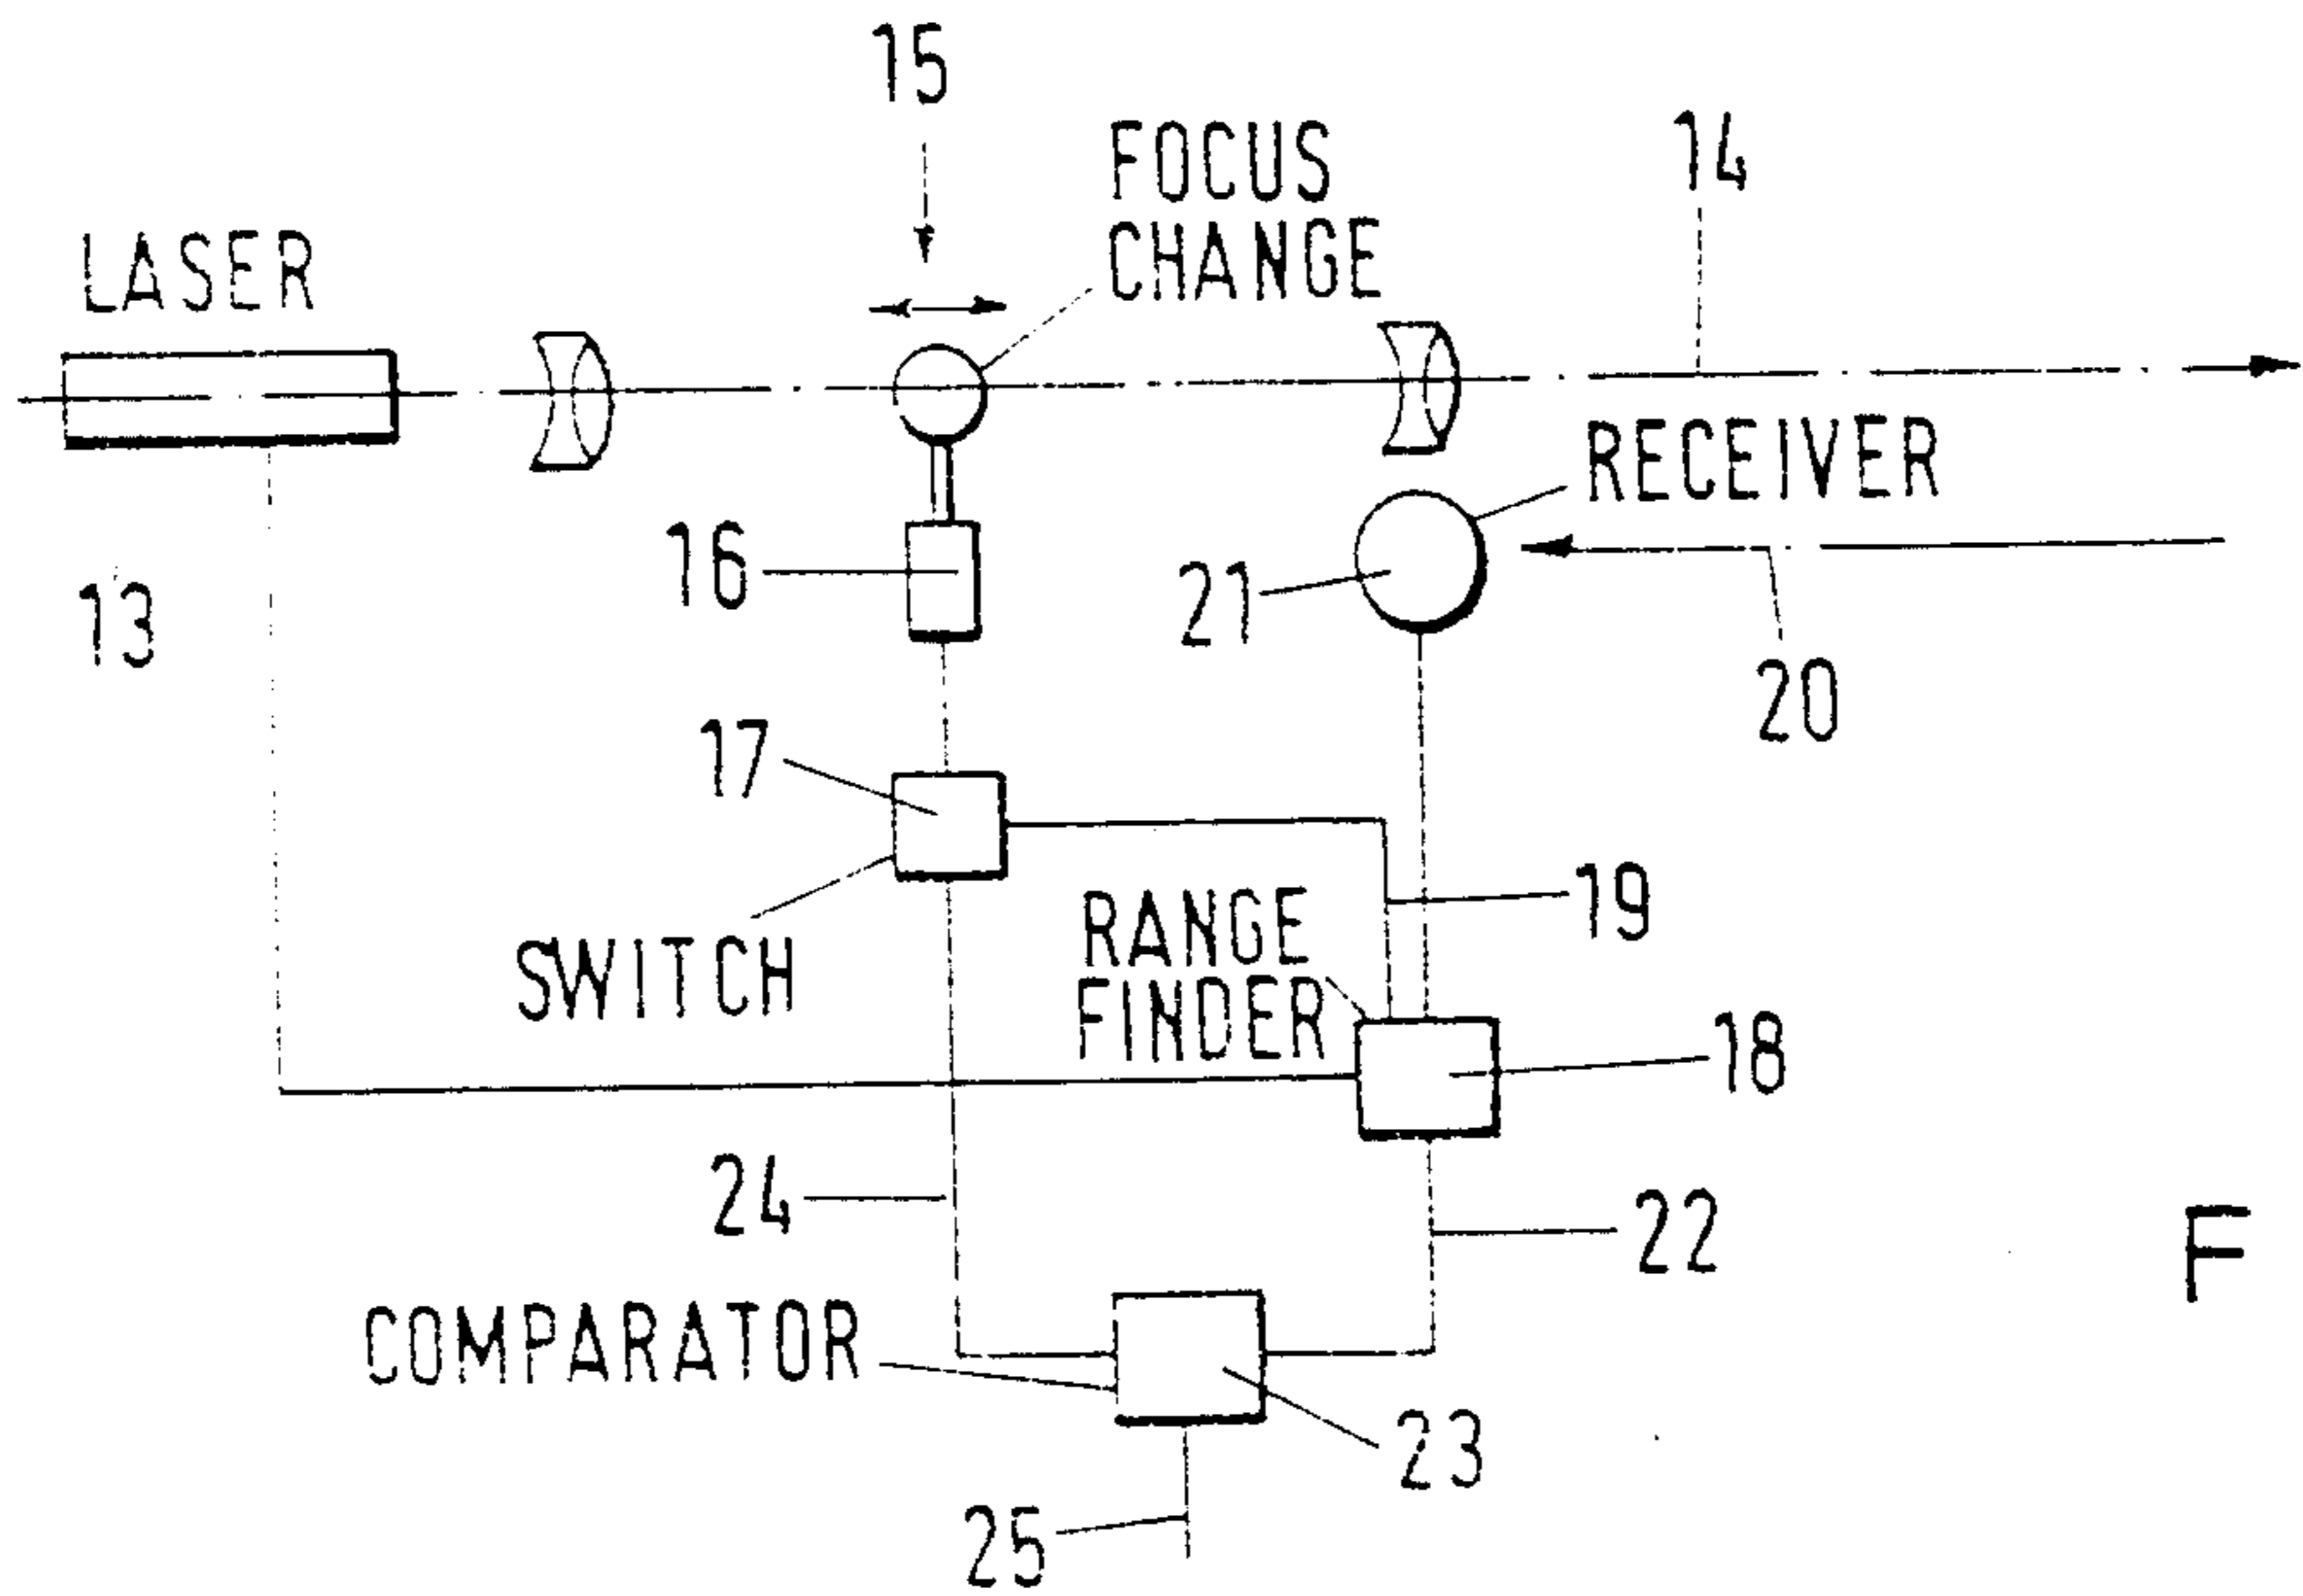 15
FOCUS
CHANGE
14
LASER
RECEIVER
16
21
13
20
17
19
RANGE
FINDER
SWITCH
18
24
22
F
COMPARATOR
23
25